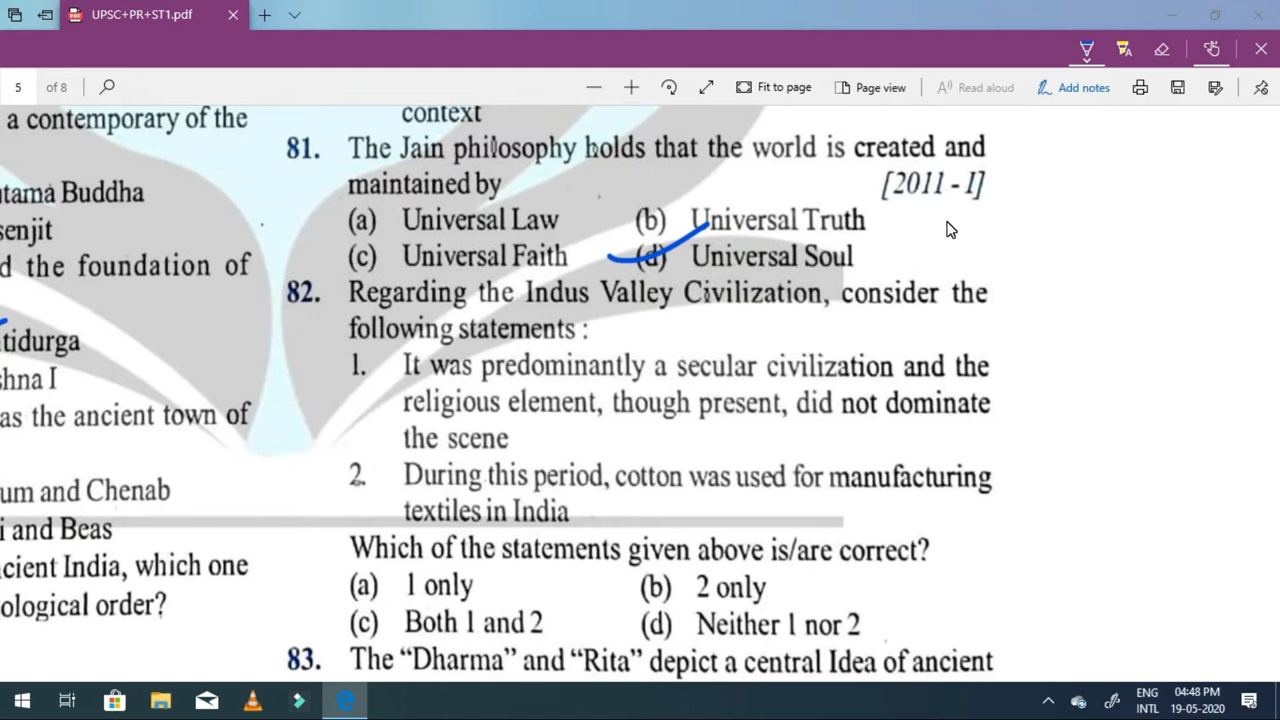 UPSC+PR+ST1.pdf
5 of 8
Fit to page
Page view
Read aloud
Add notes
a contemporary of the
Buddha
d the foundation of
I
as the ancient town of
um and Chenab
i and Beas
India, which one
order?
context
81. The Jain philosophy holds that the world is created and
maintained by [2011 - I]
(a) Universal Law (b) Universal Truth
(c) Universal Faith (d) Universal Soul
82. Regarding the Indus Valley Civilization, consider the
following statements :
1. It was predominantly a secular civilization and the
religious element, though present, did not dominate
the scene
2. During this period, cotton was used for manufacturing
textiles in India
Which of the statements given above is/are correct?
(a) 1 only (b) 2 only
(c) Both 1 and 2 (d) Neither 1 nor 2
83. The “Dharma” and “Rita” depict a central Idea of ancient
ENG 04:48 PM
INTL 19-05-2020